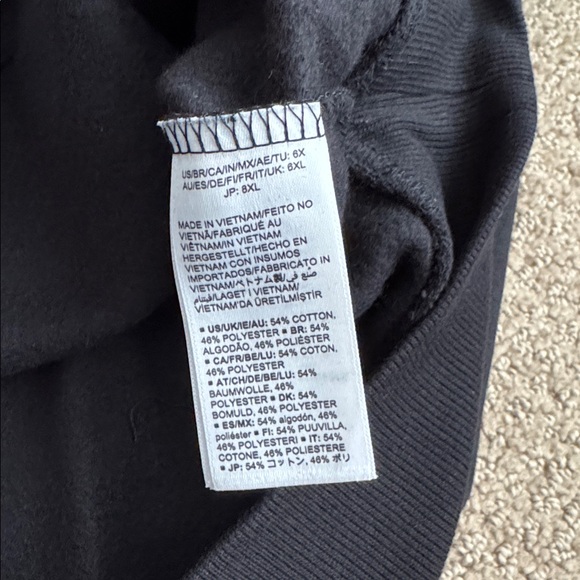 US/BR/CA/IN/MX/AE/TU: 6X
AU/ES/DE/FI/FR/IT/UK: 6XL
JP: 8XL
MADE IN VIETNAM/FEITO NO
VIETNÃ/FABRIQUÉ AU
VIÊTNAM/IN VIETNAM
HERGESTELLT/HECHO EN
VIETNAM CON INSUMOS
IMPORTADOS/FABBRICATO IN
VIETNAM/ベトナム製/صنع في
فيتنام/LAGET I VIETNAM/
VIETNAM'DA ÜRETİLMİŞTİR
■ US/UK/IE/AU: 54% COTTON,
46% POLYESTER ■ BR: 54%
ALGODÃO, 46% POLIÉSTER
■ CA/FR/BE/LU: 54% COTON,
46% POLYESTER
■ AT/CH/DE/BE/LU: 54%
BAUMWOLLE, 46%
POLYESTER ■ DK: 54%
BOMULD, 46% POLYESTER
■ ES/MX: 54% algodón, 46%
poliéster ■ FI: 54% PUUVILLA,
46% POLYESTERI ■ IT: 54%
COTONE, 46% POLIESTERE
■ JP: 54% コットン, 46% ポリ